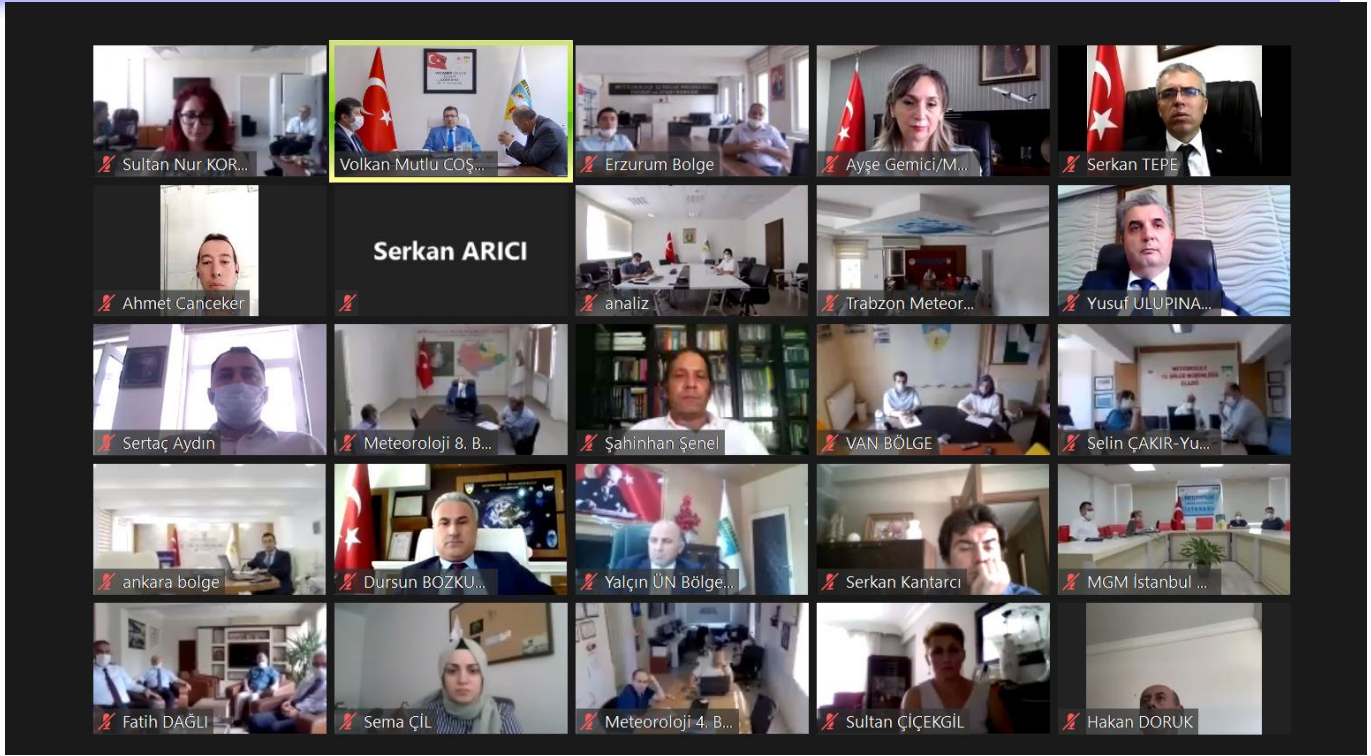 Sultan Nur KOR...
Volkan Mutlu COŞ...
Erzurum Bolge
Ayşe Gemici/M...
Serkan TEPE
Ahmet Canceker
Serkan ARICI
analiz
Trabzon Meteor...
Yusuf ULUPINA...
Sertaç Aydın
Meteoroloji 8. B...
Şahinhan Şenel
VAN BÖLGE
Selin ÇAKIR-Yu...
ankara bolge
Dursun BOZKU...
Yalçın ÜN Bölge...
Serkan Kantarcı
MGM İstanbul ...
Fatih DAĞLI
Sema ÇİL
Meteoroloji 4. B...
Sultan ÇİÇEKGİL
Hakan DORUK